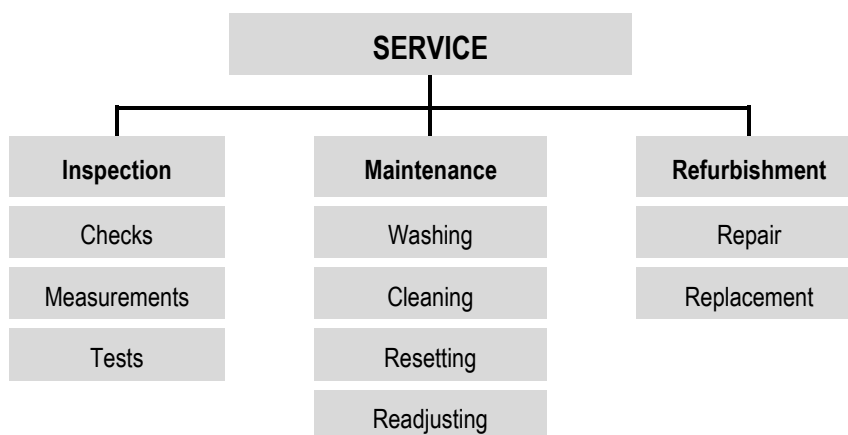 SERVICE
Inspection
Maintenance
Refurbishment
Checks
Washing
Repair
Measurements
Cleaning
Replacement
Tests
Resetting
Readjusting